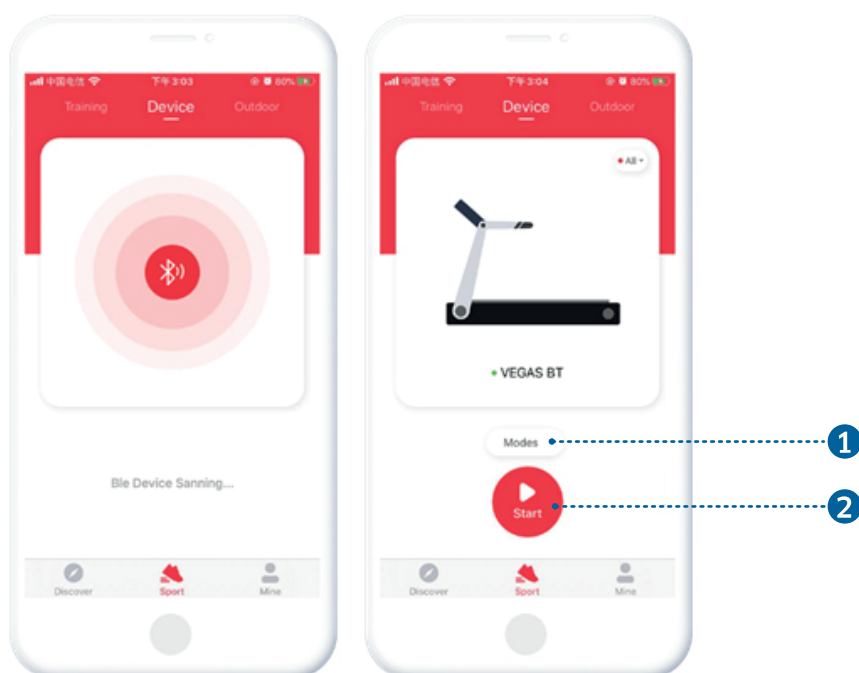 中国电信 下午3:03 80%
Training Device Outdoor
Ble Device Sanning...
Discover Sport Mine
中国电信 下午3:04 80%
Training Device Outdoor
All
VEGAS BT
Modes
1
Start
2
Discover Sport Mine